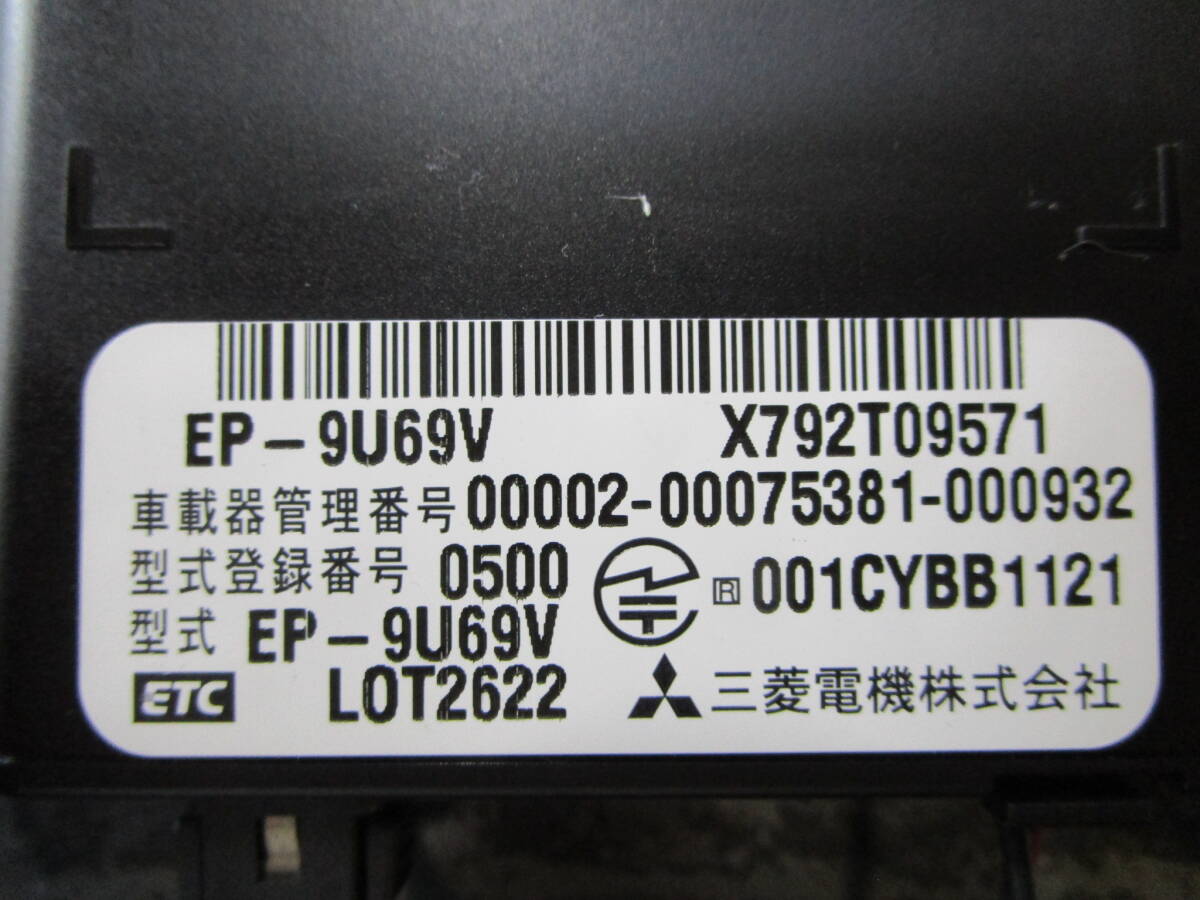 EP-9U69V X792T09571
車載器管理番号 00002-00075381-000932
型式登録番号 0500 R 001CYBB1121
型式 EP-9U69V
ETC LOT2622 三菱電機株式会社